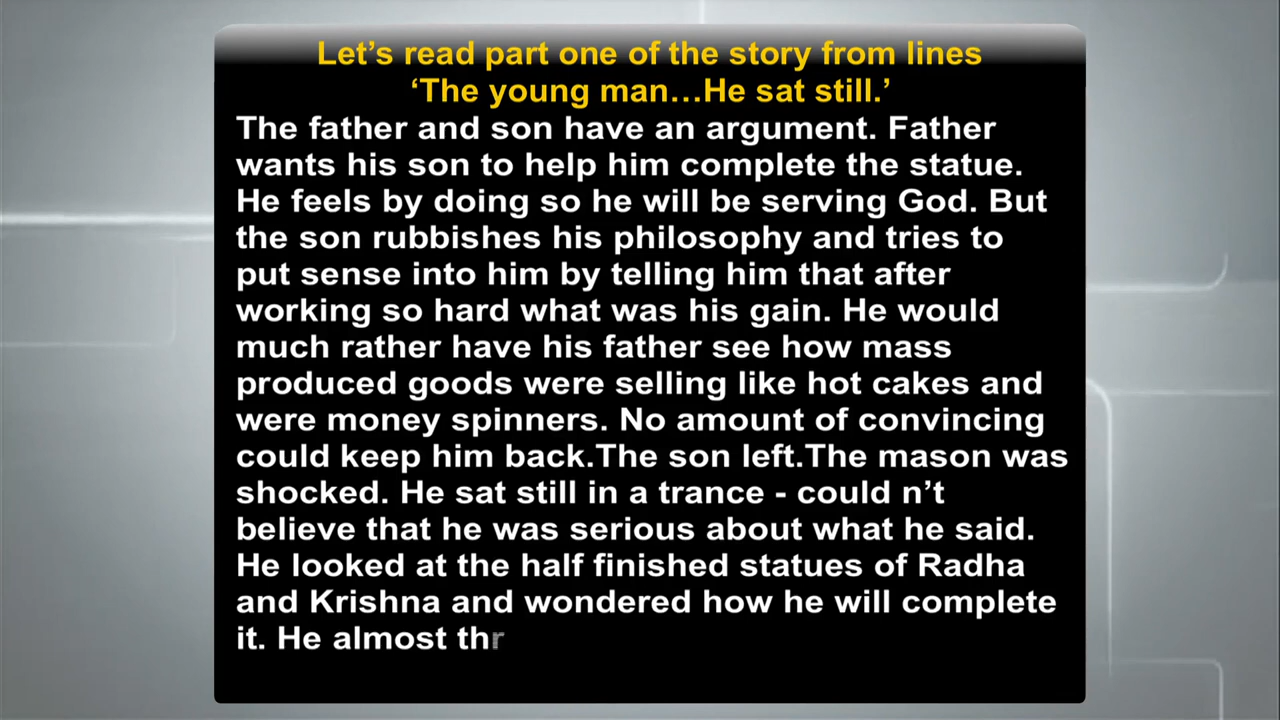 Let’s read part one of the story from lines
‘The young man…He sat still.’
The father and son have an argument. Father
wants his son to help him complete the statue.
He feels by doing so he will be serving God. But
the son rubbishes his philosophy and tries to
put sense into him by telling him that after
working so hard what was his gain. He would
much rather have his father see how mass
produced goods were selling like hot cakes and
were money spinners. No amount of convincing
could keep him back.The son left.The mason was
shocked. He sat still in a trance - could n’t
believe that he was serious about what he said.
He looked at the half finished statues of Radha
and Krishna and wondered how he will complete
it. He almost thr